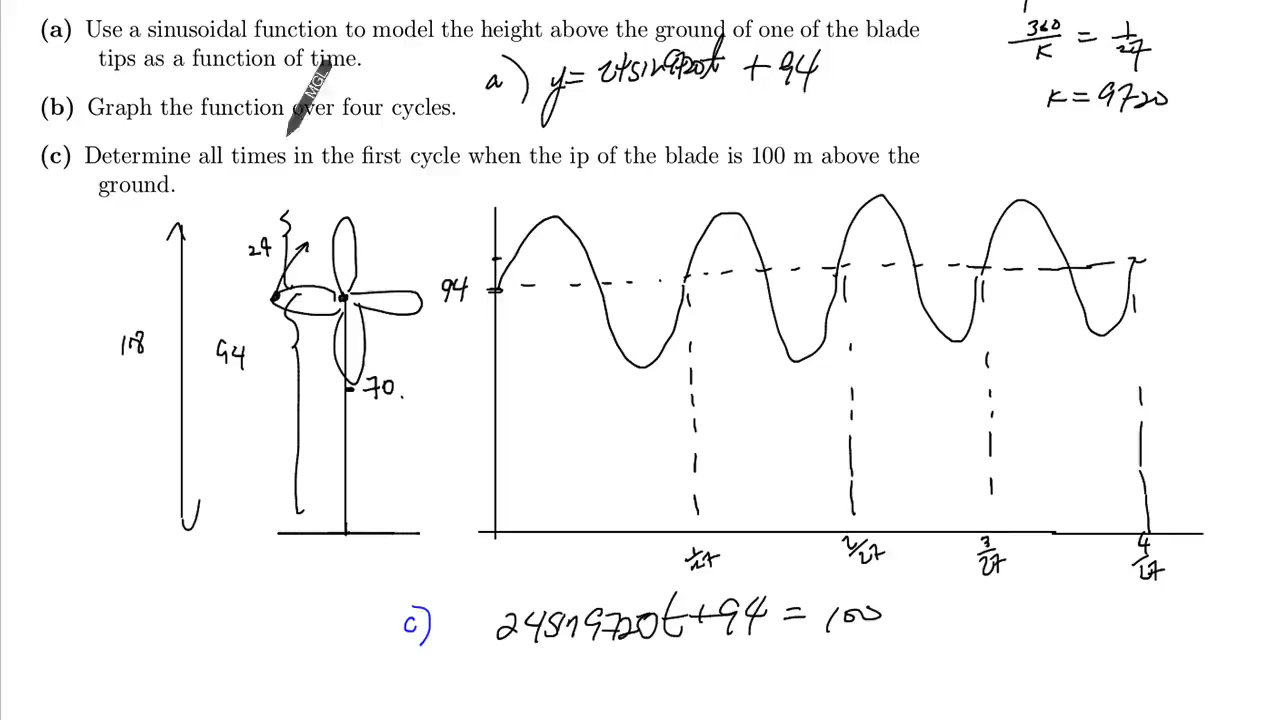 (a) Use a sinusoidal function to model the height above the ground of one of the blade
tips as a function of time.
a) y = 24sin9720t + 94
360/K = 1/27
K = 9720
MGL
(b) Graph the function over four cycles.
(c) Determine all times in the first cycle when the ip of the blade is 100 m above the
ground.
24
94
118
94
70.
1/27
2/27
3/27
4/27
c) 24sin9720t+94 = 100